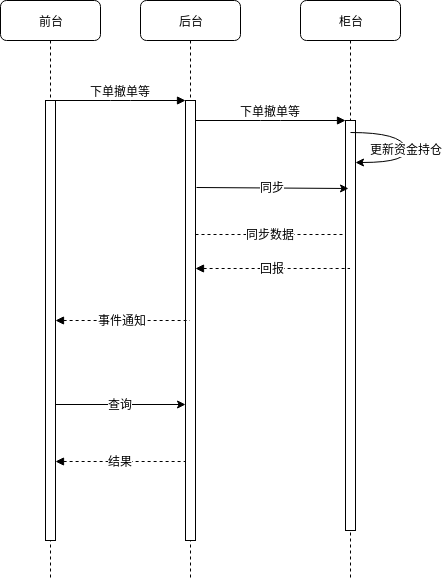 前台
后台
柜台
下单撤单等
下单撤单等
更新资金持仓
同步
同步数据
回报
事件通知
查询
结果